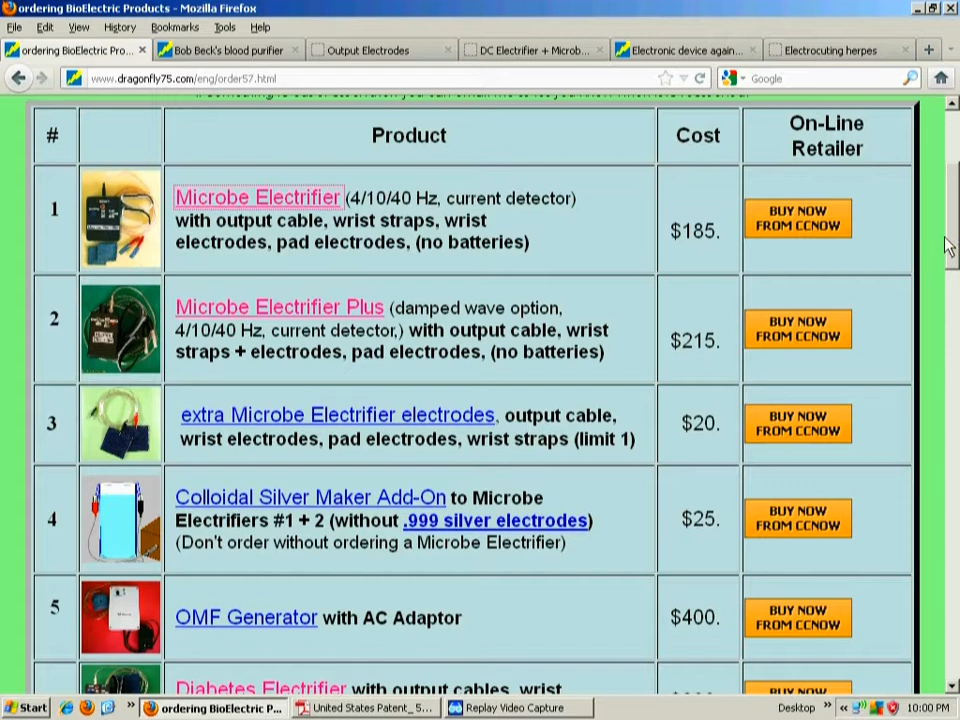 ordering BioElectric Products - Mozilla Firefox
File Edit View History Bookmarks Tools Help
ordering BioElectric Pro... Bob Beck's blood purifier Output Electrodes DC Electrifier + Microb... Electronic device again... Electrocuting herpes
www.dragonfly75.com/eng/order57.html Google
# Product Cost On-Line
Retailer
1 Microbe Electrifier (4/10/40 Hz, current detector)
with output cable, wrist straps, wrist
electrodes, pad electrodes, (no batteries)
$185.
BUY NOW
FROM CCNOW
2 Microbe Electrifier Plus (damped wave option,
4/10/40 Hz, current detector,) with output cable, wrist
straps + electrodes, pad electrodes, (no batteries)
$215.
BUY NOW
FROM CCNOW
3 extra Microbe Electrifier electrodes, output cable,
wrist electrodes, pad electrodes, wrist straps (limit 1)
$20.
BUY NOW
FROM CCNOW
4 Colloidal Silver Maker Add-On to Microbe
Electrifiers #1 + 2 (without .999 silver electrodes)
(Don't order without ordering a Microbe Electrifier)
$25.
BUY NOW
FROM CCNOW
5 OMF Generator with AC Adaptor
$400.
BUY NOW
FROM CCNOW
Diabetes Electrifier with output cables, wrist
BUY NOW
Start ordering BioElectric P... United States Patent_ 5... Replay Video Capture Desktop 10:00 PM